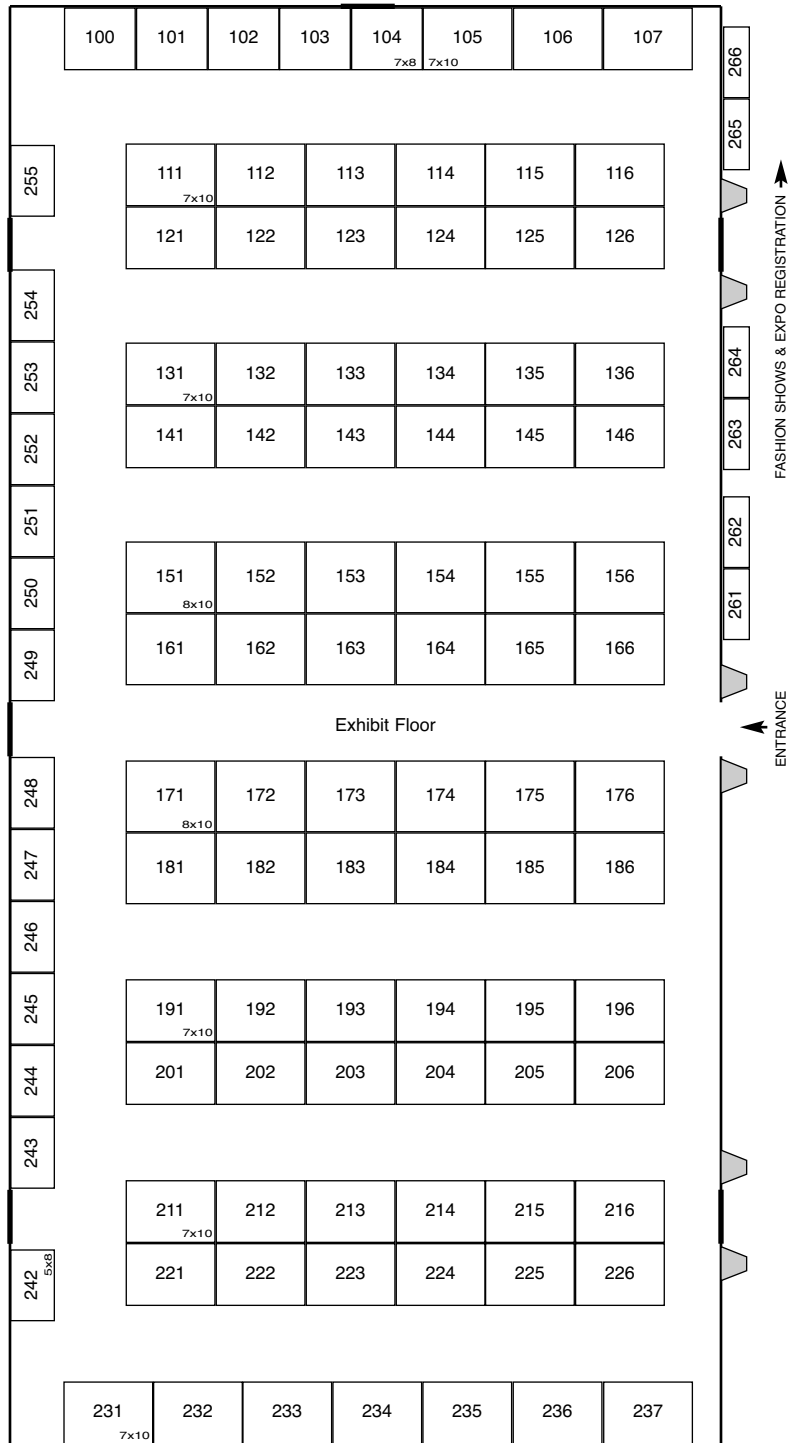 100 101 102 103 104 105 106 107
7x8 7x10
266
265
255
111 112 113 114 115 116
7x10
121 122 123 124 125 126
FASHION SHOWS & EXPO REGISTRATION
254
253
252
251
250
249
131 132 133 134 135 136
7x10
141 142 143 144 145 146
264
263
262
261
151 152 153 154 155 156
8x10
161 162 163 164 165 166
Exhibit Floor
ENTRANCE
248
247
246
245
244
243
171 172 173 174 175 176
8x10
181 182 183 184 185 186
191 192 193 194 195 196
7x10
201 202 203 204 205 206
211 212 213 214 215 216
7x10
221 222 223 224 225 226
242
5x8
231 232 233 234 235 236 237
7x10